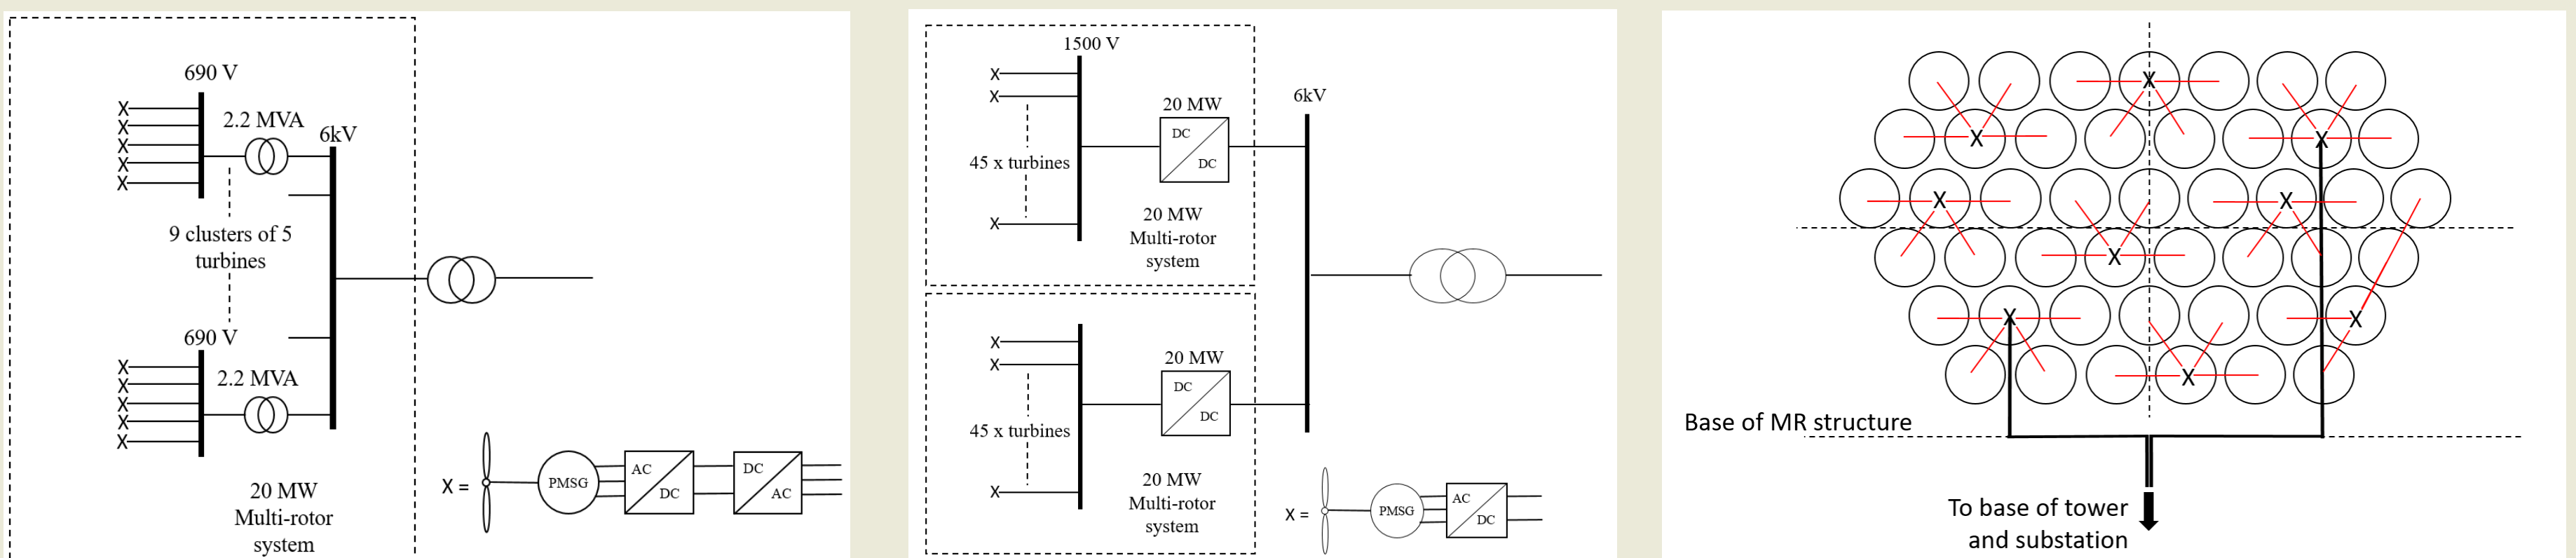 690 V
X
X
X
X
X
2.2 MVA
6kV
9 clusters of 5
turbines
690 V
X
X
X
X
X
2.2 MVA
20 MW
Multi-rotor
system
X =
PMSG
AC
DC
DC
AC
1500 V
X
X
45 x turbines
X
20 MW
DC
DC
20 MW
Multi-rotor
system
6kV
X
X
45 x turbines
X
20 MW
DC
DC
20 MW
Multi-rotor
system
X =
PMSG
AC
DC
X
X
X
X
X
X
X
X
X
Base of MR structure
To base of tower
and substation